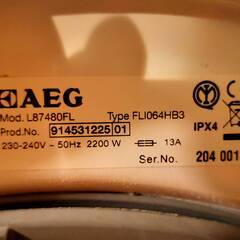 AEG
Mod. L87480FL Type FLI064HB3
Prod.No. 914531225 01 IPX4
230-240V ~ 50Hz 2200 W 13A
Ser.No. 204 001